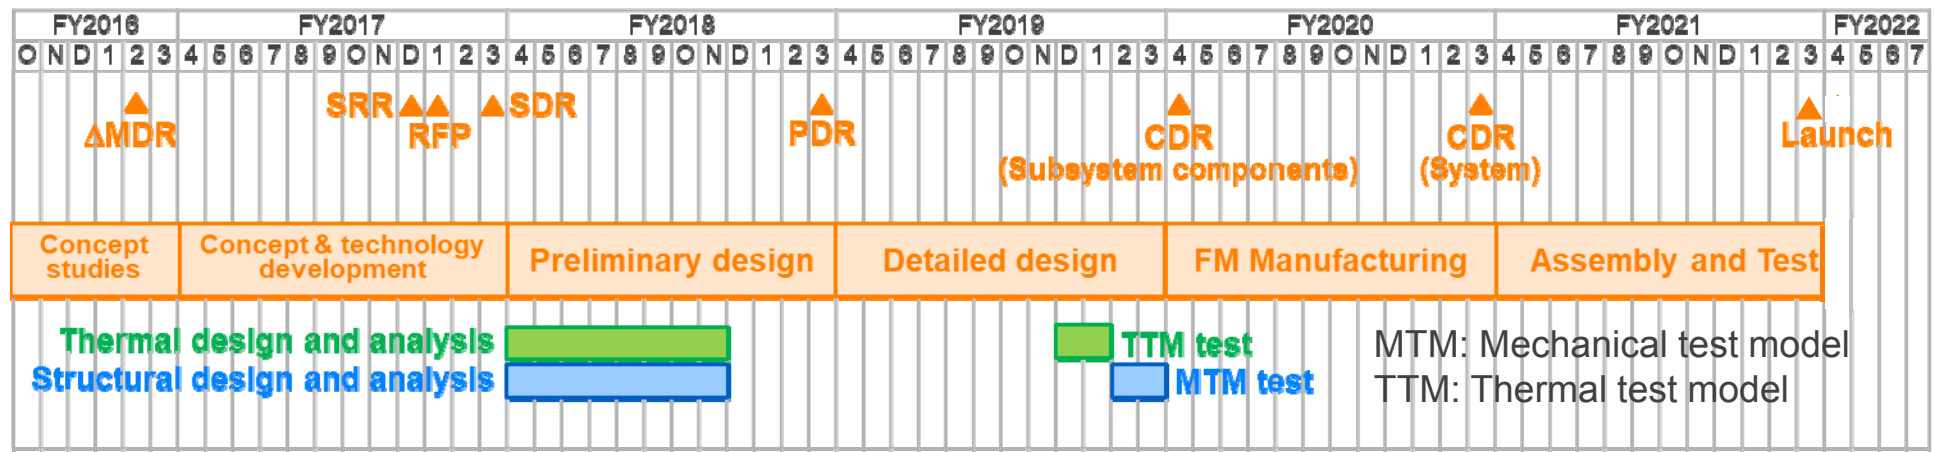 FY2016 FY2017 FY2018 FY2019 FY2020 FY2021 FY2022
O N D 1 2 3 4 5 6 7 8 9 O N D 1 2 3 4 5 6 7 8 9 O N D 1 2 3 4 5 6 7 8 9 O N D 1 2 3 4 5 6 7 8 9 O N D 1 2 3 4 5 6 7 8 9 O N D 1 2 3 4 5 6 7
SRR SDR
ΔMDR RFP PDR CDR CDR Launch
(Subsystem components) (System)
Concept studies
Concept & technology development
Preliminary design
Detailed design
FM Manufacturing
Assembly and Test
Thermal design and analysis TTM test
Structural design and analysis MTM test
MTM: Mechanical test model
TTM: Thermal test model